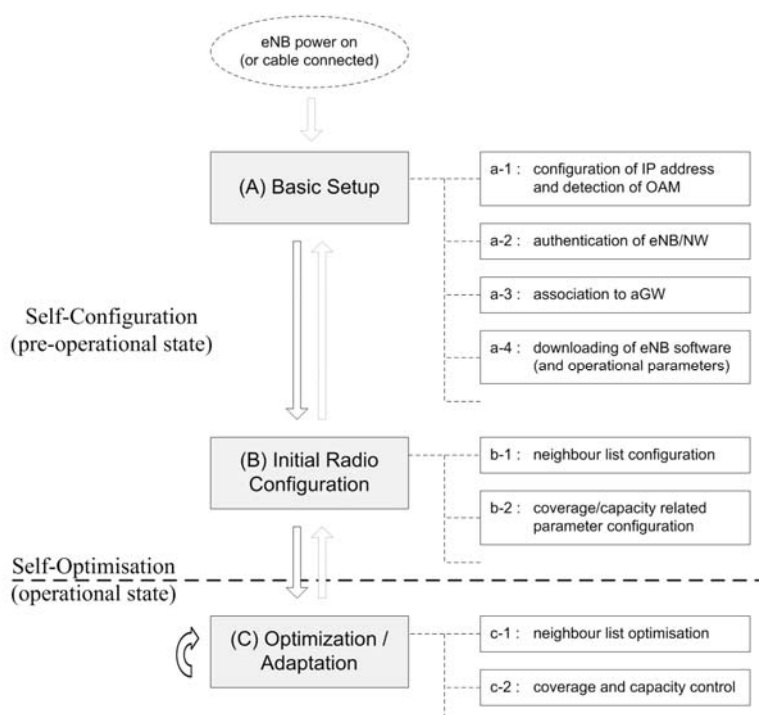 eNB power on
(or cable connected)
(A) Basic Setup
a-1 : configuration of IP address
and detection of OAM
a-2 : authentication of eNB/NW
a-3 : association to aGW
a-4 : downloading of eNB software
(and operational parameters)
Self-Configuration
(pre-operational state)
(B) Initial Radio
Configuration
b-1 : neighbour list configuration
b-2 : coverage/capacity related
parameter configuration
Self-Optimisation
(operational state)
(C) Optimization /
Adaptation
c-1 : neighbour list optimisation
c-2 : coverage and capacity control